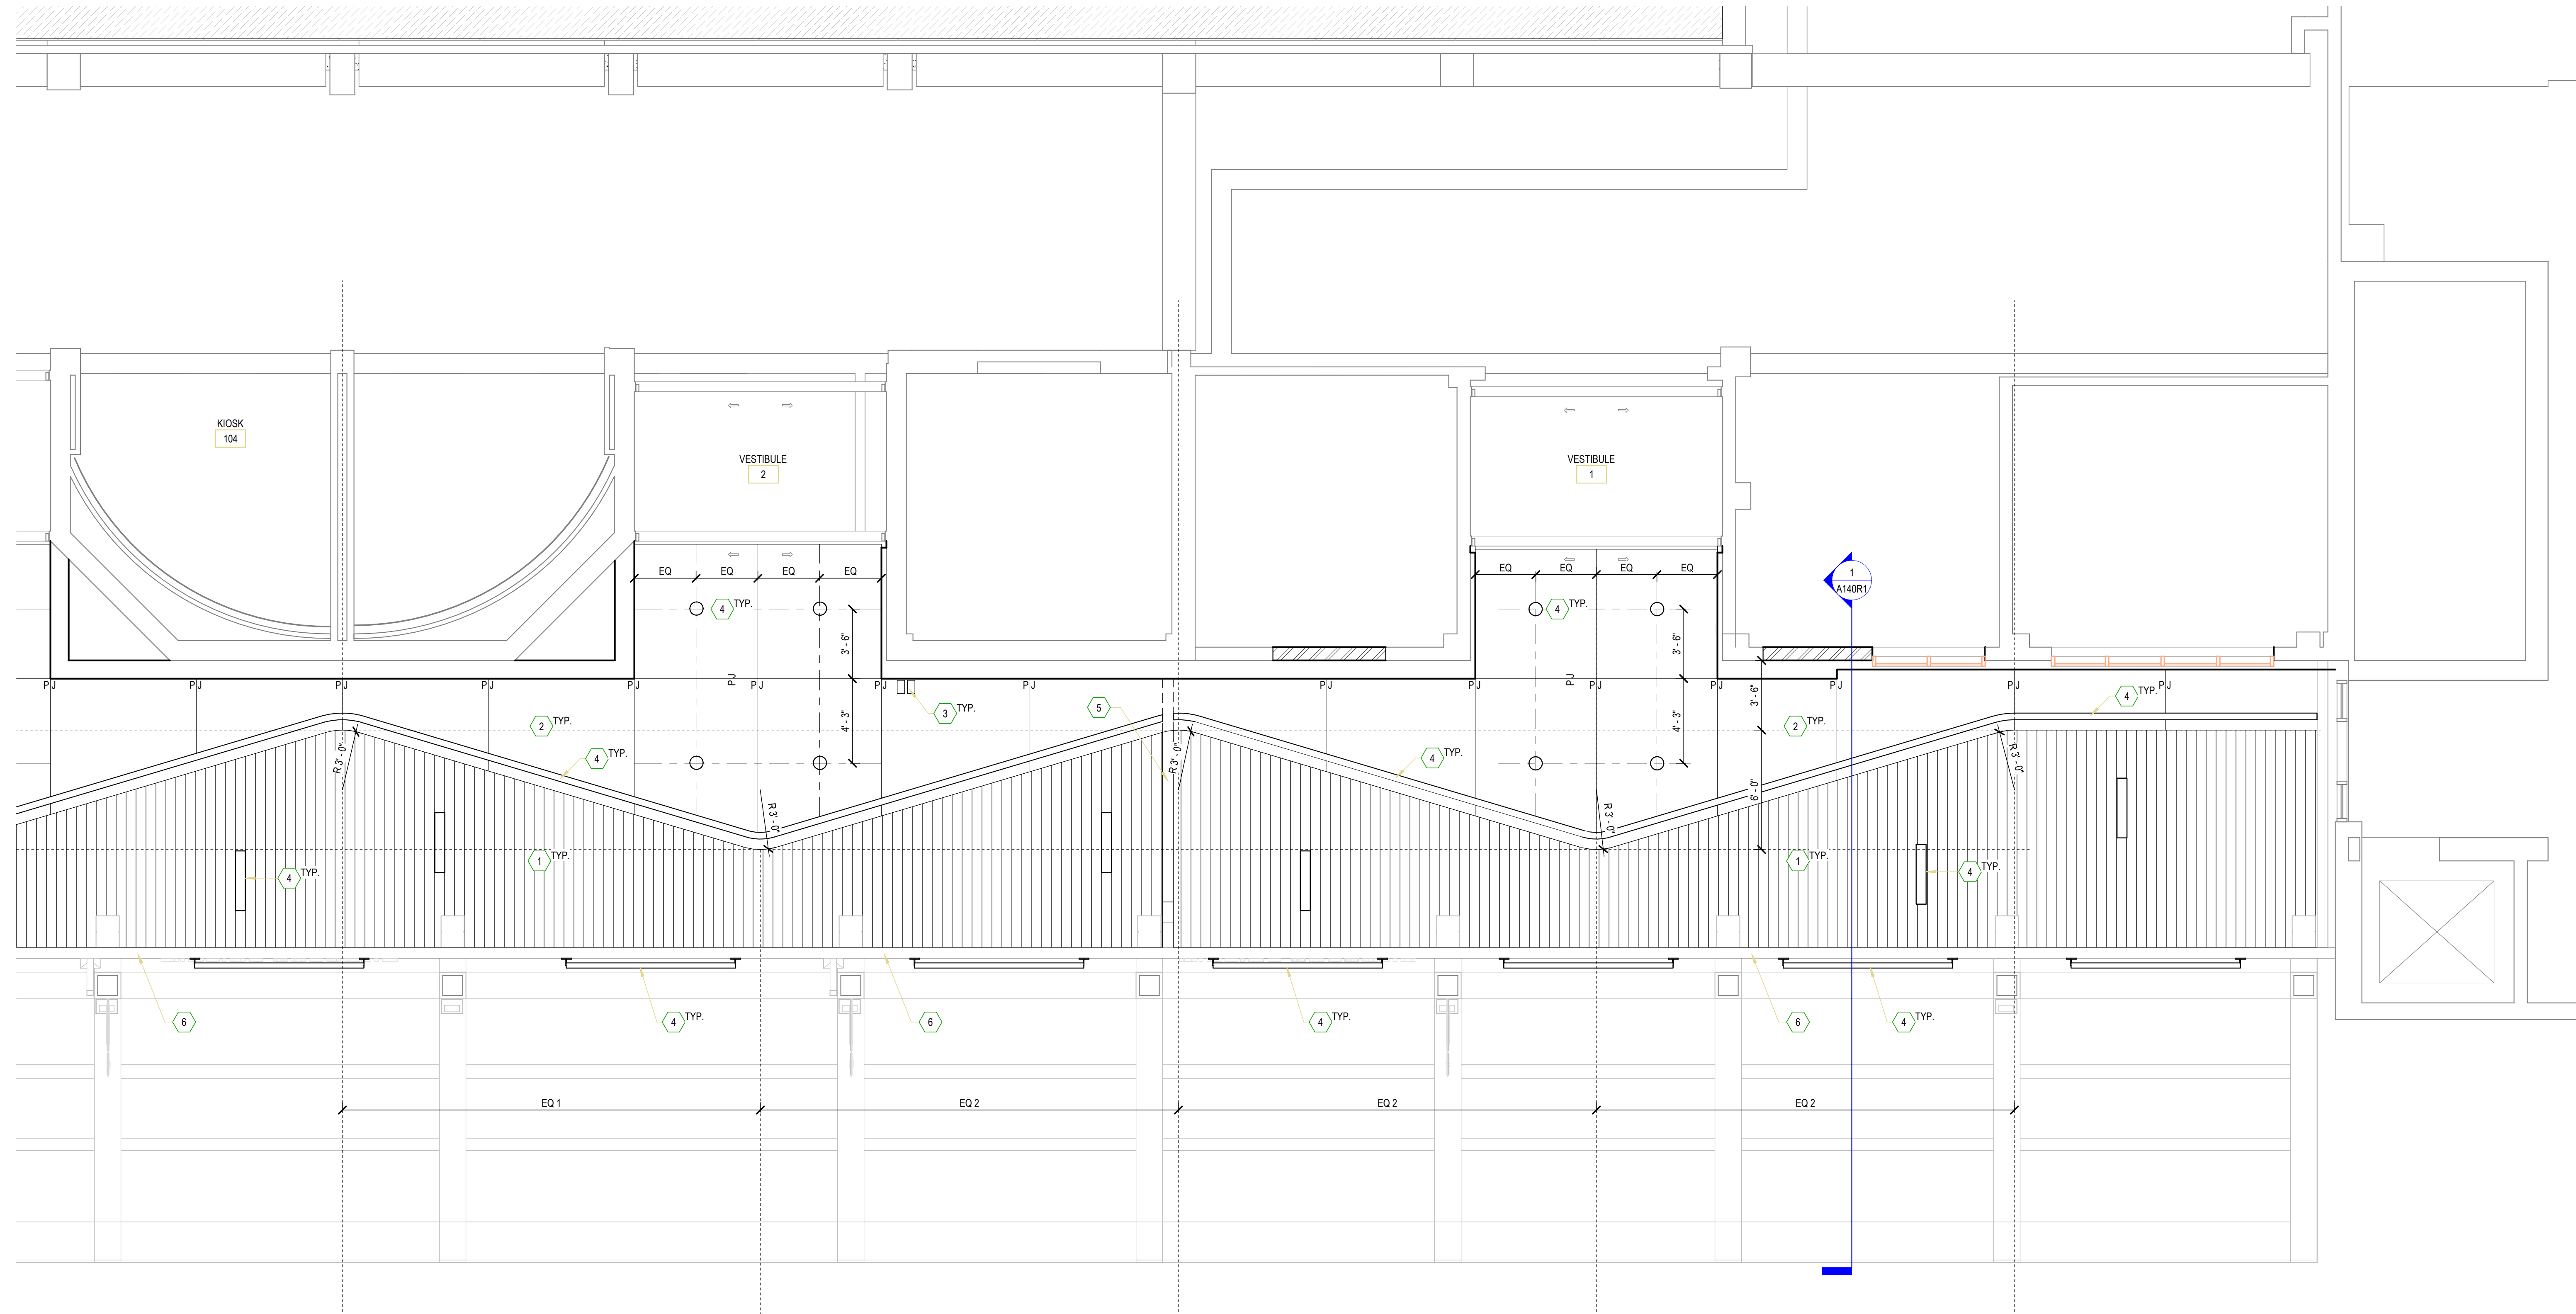 KIOSK
104
VESTIBULE
2
VESTIBULE
1
1
A140R1
EQ EQ EQ EQ
EQ EQ EQ EQ
4 TYP.
4 TYP.
3' - 6"
3' - 6"
PJ
PJ
PJ PJ PJ PJ PJ PJ PJ PJ PJ PJ PJ PJ PJ PJ PJ
4 TYP.
3' - 6"
3 TYP.
5
2 TYP.
2 TYP.
4' - 3"
4' - 3"
4 TYP.
4 TYP.
R 3' - 0"
R 3' - 0"
R 3' - 0"
R 3' - 0"
R 3' - 0"
6' - 0"
1 TYP.
1 TYP.
4 TYP.
4 TYP.
6
4 TYP.
6
4 TYP.
6
4 TYP.
EQ 1
EQ 2
EQ 2
EQ 2